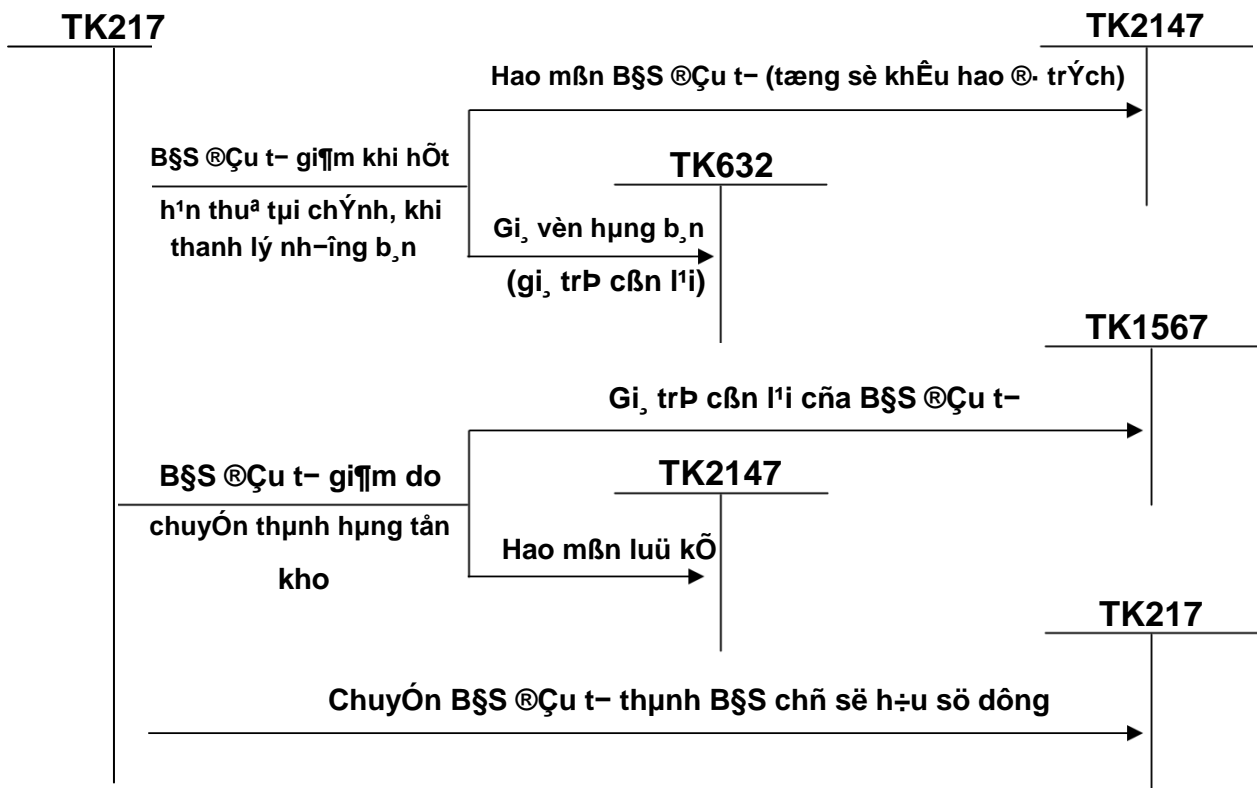 TK217
TK2147
Hao mßn B§S ®Çu t− (tæng sè khÊu hao ®· trÝch)
B§S ®Çu t− gi¶m khi hÕt
h¹n thuª tµi chÝnh, khi
thanh lý nh−îng b¸n
TK632
Gi¸ vèn hµng b¸n
(gi¸ trÞ cßn l¹i)
TK1567
Gi¸ trÞ cßn l¹i cña B§S ®Çu t−
B§S ®Çu t− gi¶m do
chuyÓn thµnh hµng tån
kho
TK2147
Hao mßn luü kÕ
TK217
ChuyÓn B§S ®Çu t− thµnh B§S chñ së h÷u sö dông